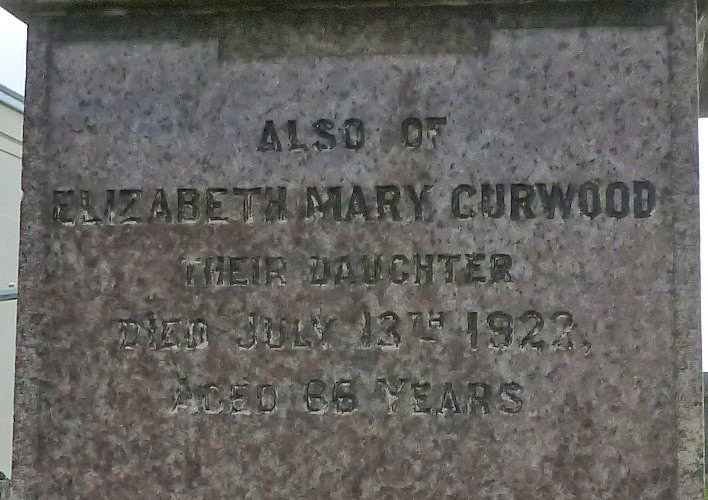 ALSO OF
ELIZABETH MARY CURWOOD
THEIR DAUGHTER
DIED JULY 13TH 1922,
AGED 66 YEARS